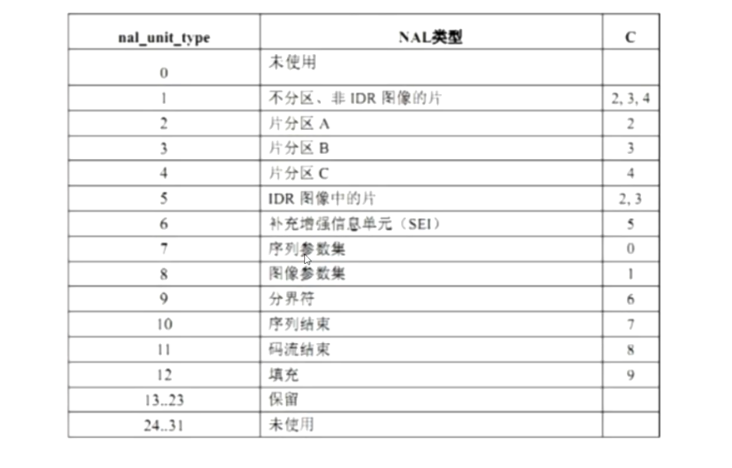 nal_unit_type NAL类型 C
0 未使用
1 不分区、非 IDR 图像的片 2, 3, 4
2 片分区 A 2
3 片分区 B 3
4 片分区 C 4
5 IDR 图像中的片 2, 3
6 补充增强信息单元（SEI） 5
7 序列参数集 0
8 图像参数集 1
9 分界符 6
10 序列结束 7
11 码流结束 8
12 填充 9
13..23 保留
24..31 未使用